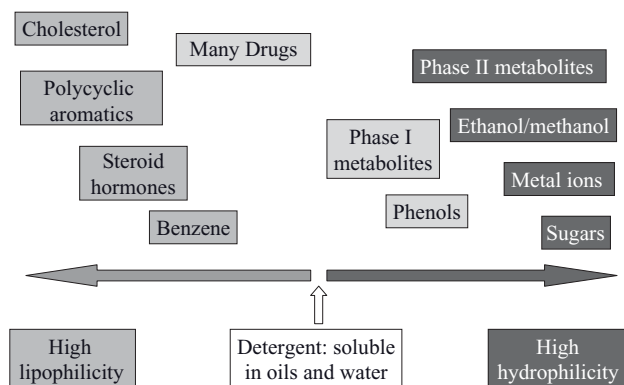 Cholesterol
Many Drugs
Phase II metabolites
Polycyclic
aromatics
Ethanol/methanol
Phase I
metabolites
Steroid
hormones
Metal ions
Phenols
Benzene
Sugars
High
lipophilicity
Detergent: soluble
in oils and water
High
hydrophilicity